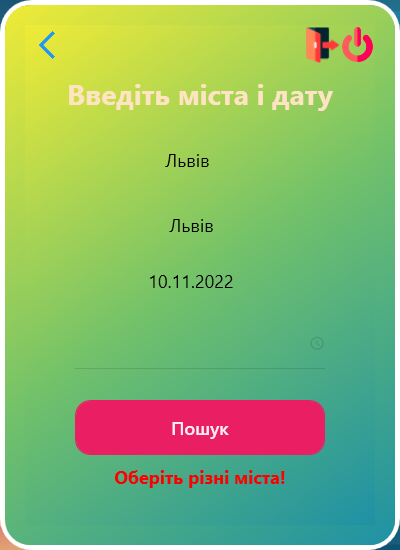 Введіть міста і дату
Львів
Львів
10.11.2022
Пошук
Оберіть різні міста!